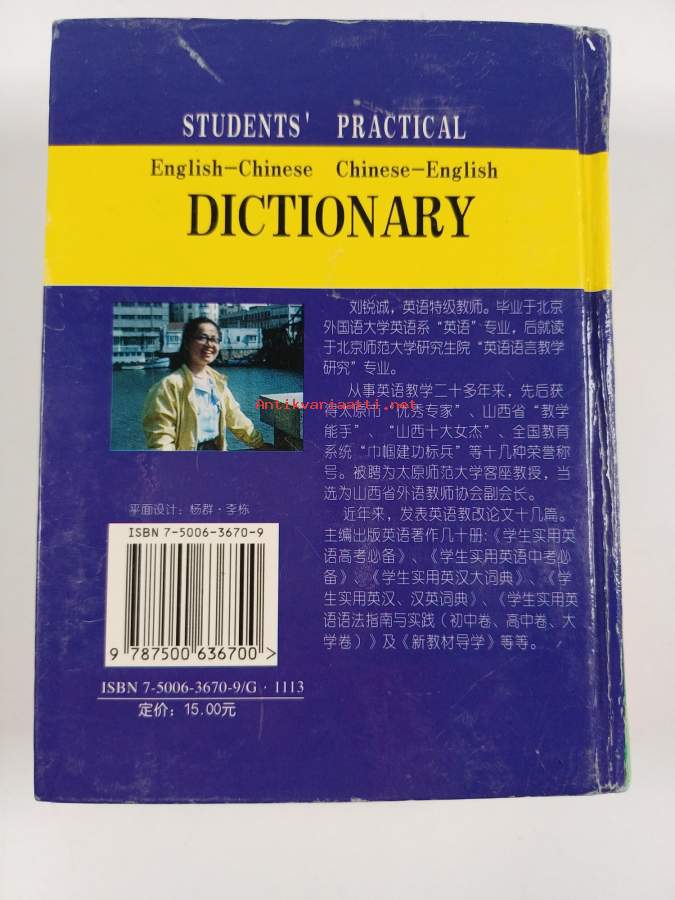 STUDENTS' PRACTICAL
English-Chinese Chinese-English
DICTIONARY
刘锐诚，英语特级教师。毕业于北京
外国语大学英语系“英语”专业，后就读
于北京师范大学研究生院“英语语言教学
研究”专业。
从事英语教学二十多年来，先后获
得太原市“优秀专家”、山西省“教学
能手”、“山西十大女杰”、全国教育
系统“巾帼建功标兵”等十几种荣誉称
号。被聘为太原师范大学客座教授，当
选为山西省外语教师协会副会长。
近年来，发表英语教改论文十几篇。
主编出版英语著作几十册:《学生实用英
语高考必备》、《学生实用英语中考必
备》、《学生实用英汉大词典》、《学
生实用英汉、汉英词典》、《学生实用英
语语法指南与实践（初中卷、高中卷、大
学卷）》及《新教材导学》等等。
Antikvariaatti.net
平面设计：杨群·李栋
ISBN 7-5006-3670-9
9 787500 636700 >
ISBN 7-5006-3670-9/G · 1113
定价：15.00元